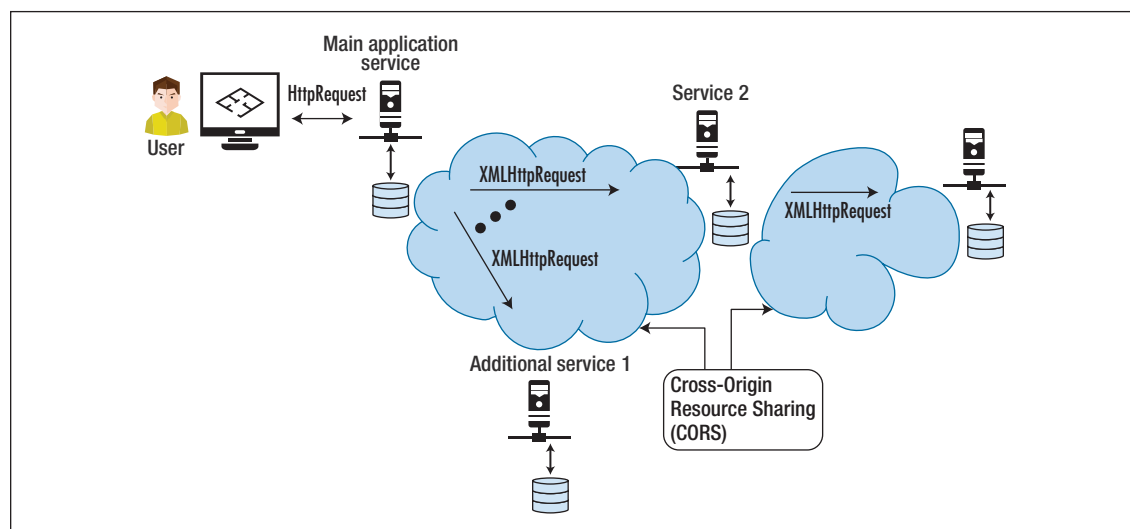 Main application
service
HttpRequest
User
Service 2
XMLHttpRequest
XMLHttpRequest
XMLHttpRequest
Additional service 1
Cross-Origin
Resource Sharing
(CORS)